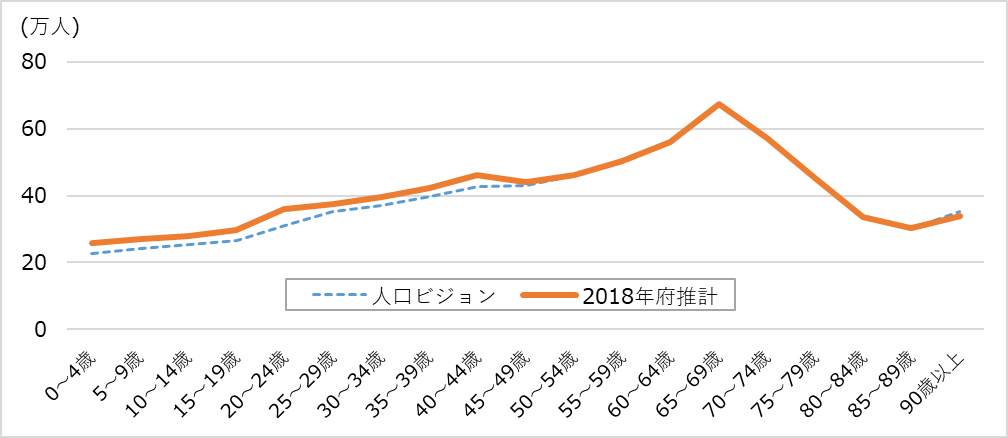 (万人)
80
60
40
20
0
人口ビジョン
2018年府推計
0～4歳
5～9歳
10～14歳
15～19歳
20～24歳
25～29歳
30～34歳
35～39歳
40～44歳
45～49歳
50～54歳
55～59歳
60～64歳
65～69歳
70～74歳
75～79歳
80～84歳
85～89歳
90歳以上